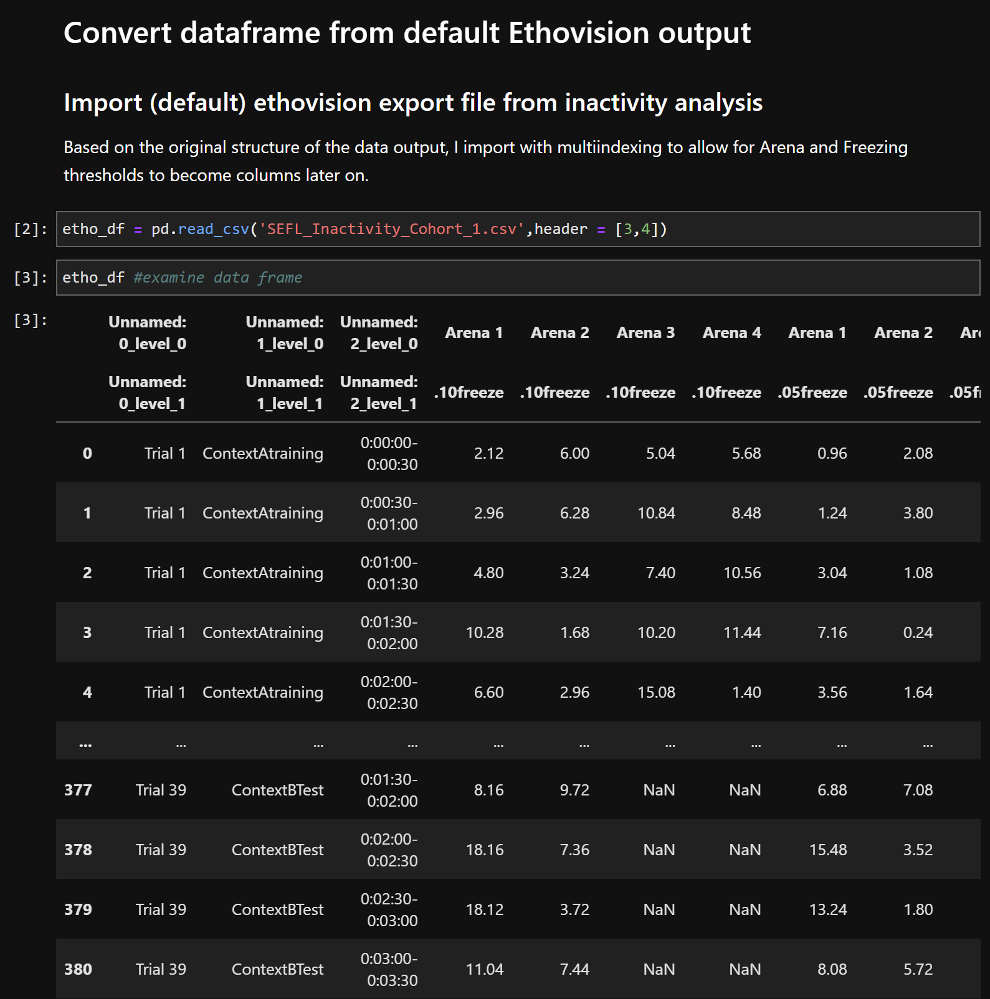 Convert dataframe from default Ethovision output
Import (default) ethovision export file from inactivity analysis
Based on the original structure of the data output, I import with multiindexing to allow for Arena and Freezing
thresholds to become columns later on.
[2]: etho_df = pd.read_csv('SEFL_Inactivity_Cohort_1.csv',header = [3,4])
[3]: etho_df #examine data frame
[3]: Unnamed: 0_level_0 Unnamed: 1_level_0 Unnamed: 2_level_0 Arena 1 Arena 2 Arena 3 Arena 4 Arena 1 Arena 2
Unnamed: 0_level_1 Unnamed: 1_level_1 Unnamed: 2_level_1 .10freeze .10freeze .10freeze .10freeze .05freeze .05freeze
0 Trial 1 ContextAtraining 0:00:00-0:00:30 2.12 6.00 5.04 5.68 0.96 2.08
1 Trial 1 ContextAtraining 0:00:30-0:01:00 2.96 6.28 10.84 8.48 1.24 3.80
2 Trial 1 ContextAtraining 0:01:00-0:01:30 4.80 3.24 7.40 10.56 3.04 1.08
3 Trial 1 ContextAtraining 0:01:30-0:02:00 10.28 1.68 10.20 11.44 7.16 0.24
4 Trial 1 ContextAtraining 0:02:00-0:02:30 6.60 2.96 15.08 1.40 3.56 1.64
... ... ... ... ... ... ... ... ... ...
377 Trial 39 ContextBTest 0:01:30-0:02:00 8.16 9.72 NaN NaN 6.88 7.08
378 Trial 39 ContextBTest 0:02:00-0:02:30 18.16 7.36 NaN NaN 15.48 3.52
379 Trial 39 ContextBTest 0:02:30-0:03:00 18.12 3.72 NaN NaN 13.24 1.80
380 Trial 39 ContextBTest 0:03:00-0:03:30 11.04 7.44 NaN NaN 8.08 5.72